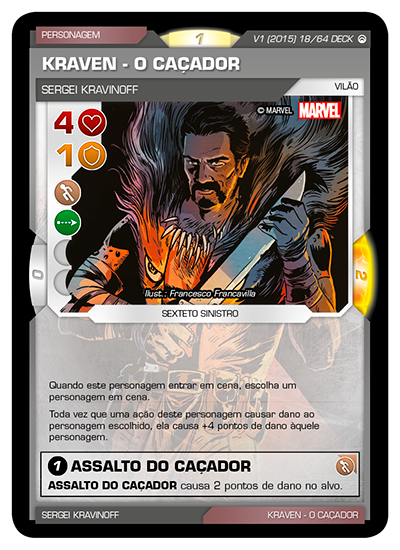 PERSONAGEM
1
V1 (2015) 18/64 DECK
KRAVEN - O CAÇADOR
SERGEI KRAVINOFF
VILÃO
4
© MARVEL MARVEL
1
0
2
Ilust.: Francesco Francavilla
SEXTETO SINISTRO
Quando este personagem entrar em cena, escolha um
personagem em cena.
Toda vez que uma ação deste personagem causar dano ao
personagem escolhido, ela causa +4 pontos de dano àquele
personagem.
1 ASSALTO DO CAÇADOR
ASSALTO DO CAÇADOR causa 2 pontos de dano no alvo.
SERGEI KRAVINOFF
KRAVEN - O CAÇADOR